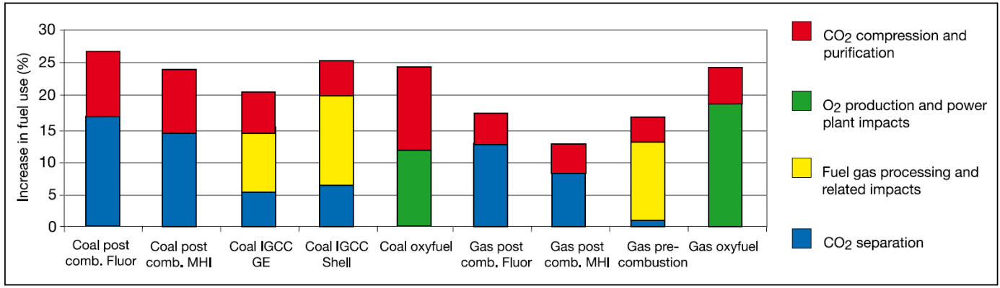 Increase in fuel use (%)
30
25
20
15
10
5
0
Coal post
comb. Fluor
Coal post
comb. MHI
Coal IGCC
GE
Coal IGCC
Shell
Coal oxyfuel
Gas post
comb. Fluor
Gas post
comb. MHI
Gas pre-
combustion
Gas oxyfuel
CO₂ compression and
purification
O₂ production and power
plant impacts
Fuel gas processing and
related impacts
CO₂ separation